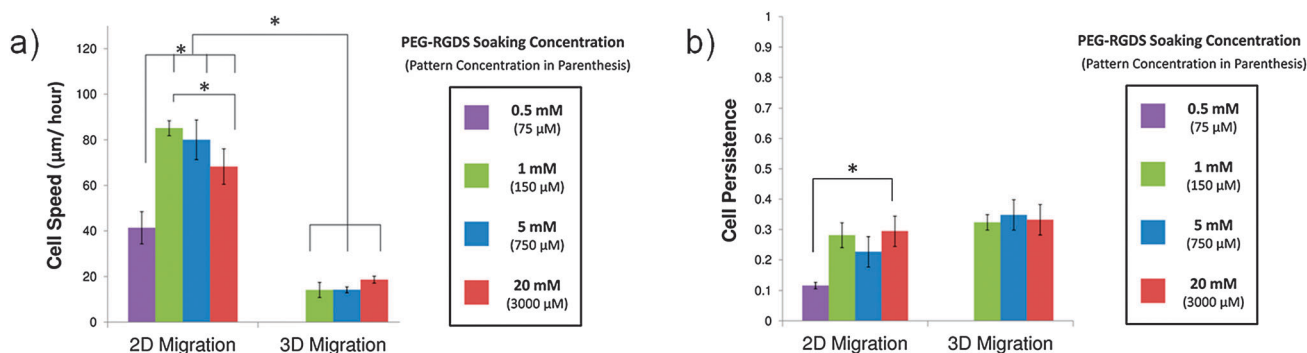 a)
Cell Speed (μm/ hour)
120
100
80
60
40
20
0
*
*
*
2D Migration
3D Migration
PEG-RGDS Soaking Concentration
(Pattern Concentration in Parenthesis)
0.5 mM
(75 μM)
1 mM
(150 μM)
5 mM
(750 μM)
20 mM
(3000 μM)
b)
Cell Persistence
1
0.9
0.8
0.7
0.6
0.5
0.4
0.3
0.2
0.1
0
*
2D Migration
3D Migration
PEG-RGDS Soaking Concentration
(Pattern Concentration in Parenthesis)
0.5 mM
(75 μM)
1 mM
(150 μM)
5 mM
(750 μM)
20 mM
(3000 μM)